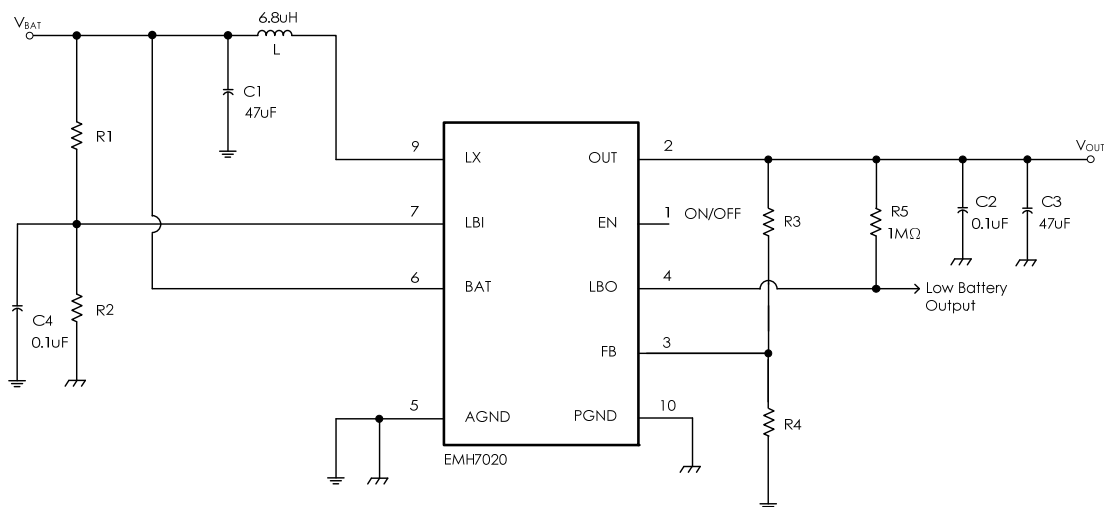 V_BAT
6.8uH
L
C1
47uF
R1
9
LX
OUT
2
V_OUT
7
LBI
EN
1
ON/OFF
R3
R5
1MΩ
C2
0.1uF
C3
47uF
6
BAT
LBO
4
Low Battery
Output
C4
0.1uF
R2
FB
3
5
AGND
PGND
10
R4
EMH7020